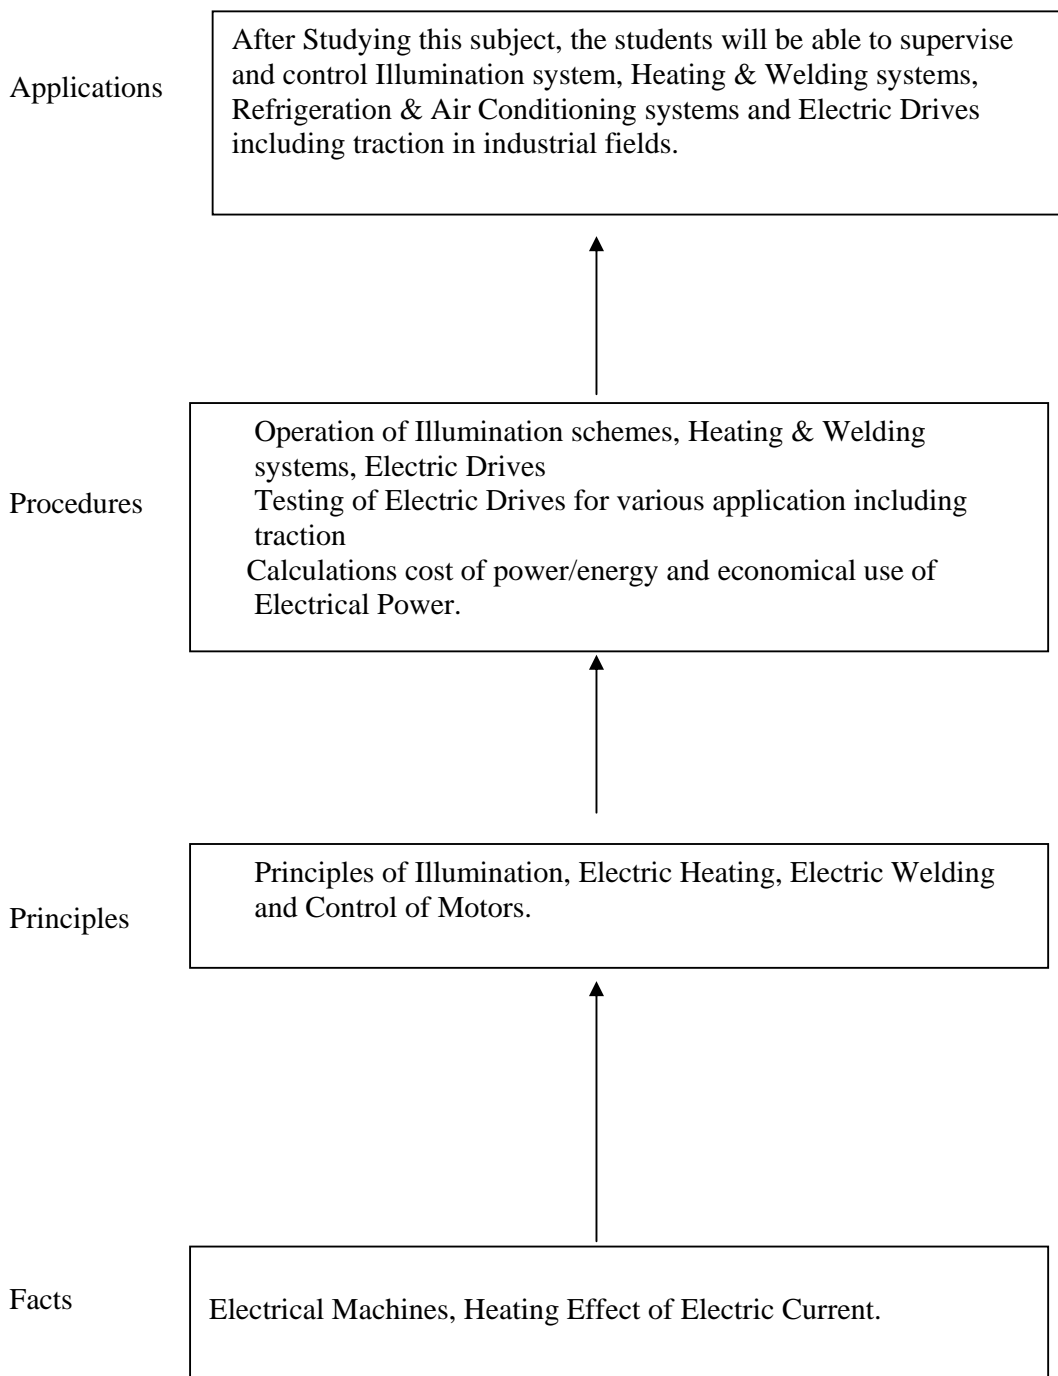 Applications
After Studying this subject, the students will be able to supervise
and control Illumination system, Heating & Welding systems,
Refrigeration & Air Conditioning systems and Electric Drives
including traction in industrial fields.
Procedures
Operation of Illumination schemes, Heating & Welding
systems, Electric Drives
Testing of Electric Drives for various application including
traction
Calculations cost of power/energy and economical use of
Electrical Power.
Principles
Principles of Illumination, Electric Heating, Electric Welding
and Control of Motors.
Facts
Electrical Machines, Heating Effect of Electric Current.